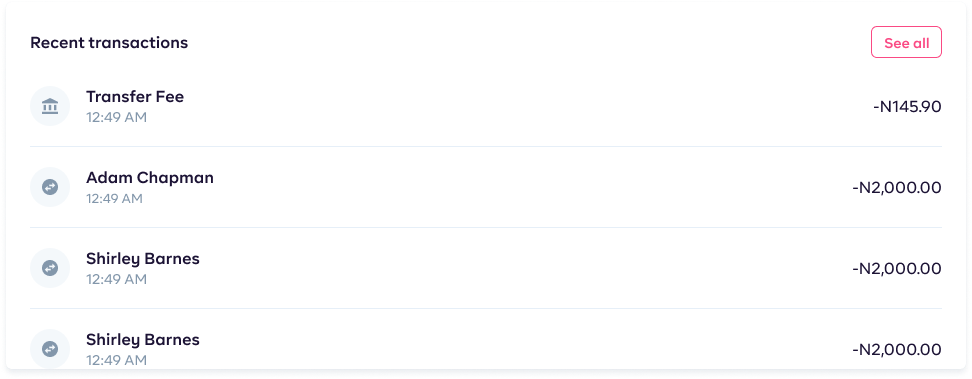 Recent transactions
See all
Transfer Fee
12:49 AM
-N145.90
Adam Chapman
12:49 AM
-N2,000.00
Shirley Barnes
12:49 AM
-N2,000.00
Shirley Barnes
12:49 AM
-N2,000.00